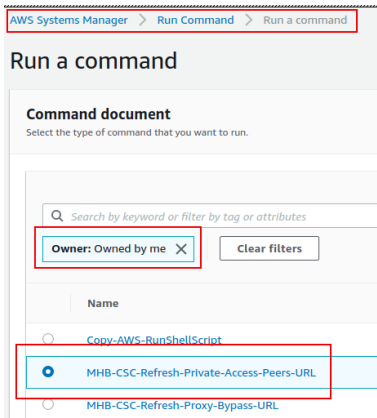 AWS Systems Manager > Run Command > Run a command
Run a command
Command document
Select the type of command that you want to run.
Search by keyword or filter by tag or attributes
Owner: Owned by me ×
Clear filters
Name
Copy-AWS-RunShellScript
MHB-CSC-Refresh-Private-Access-Peers-URL
MHB-CSC-Refresh-Proxy-Bypass-URL